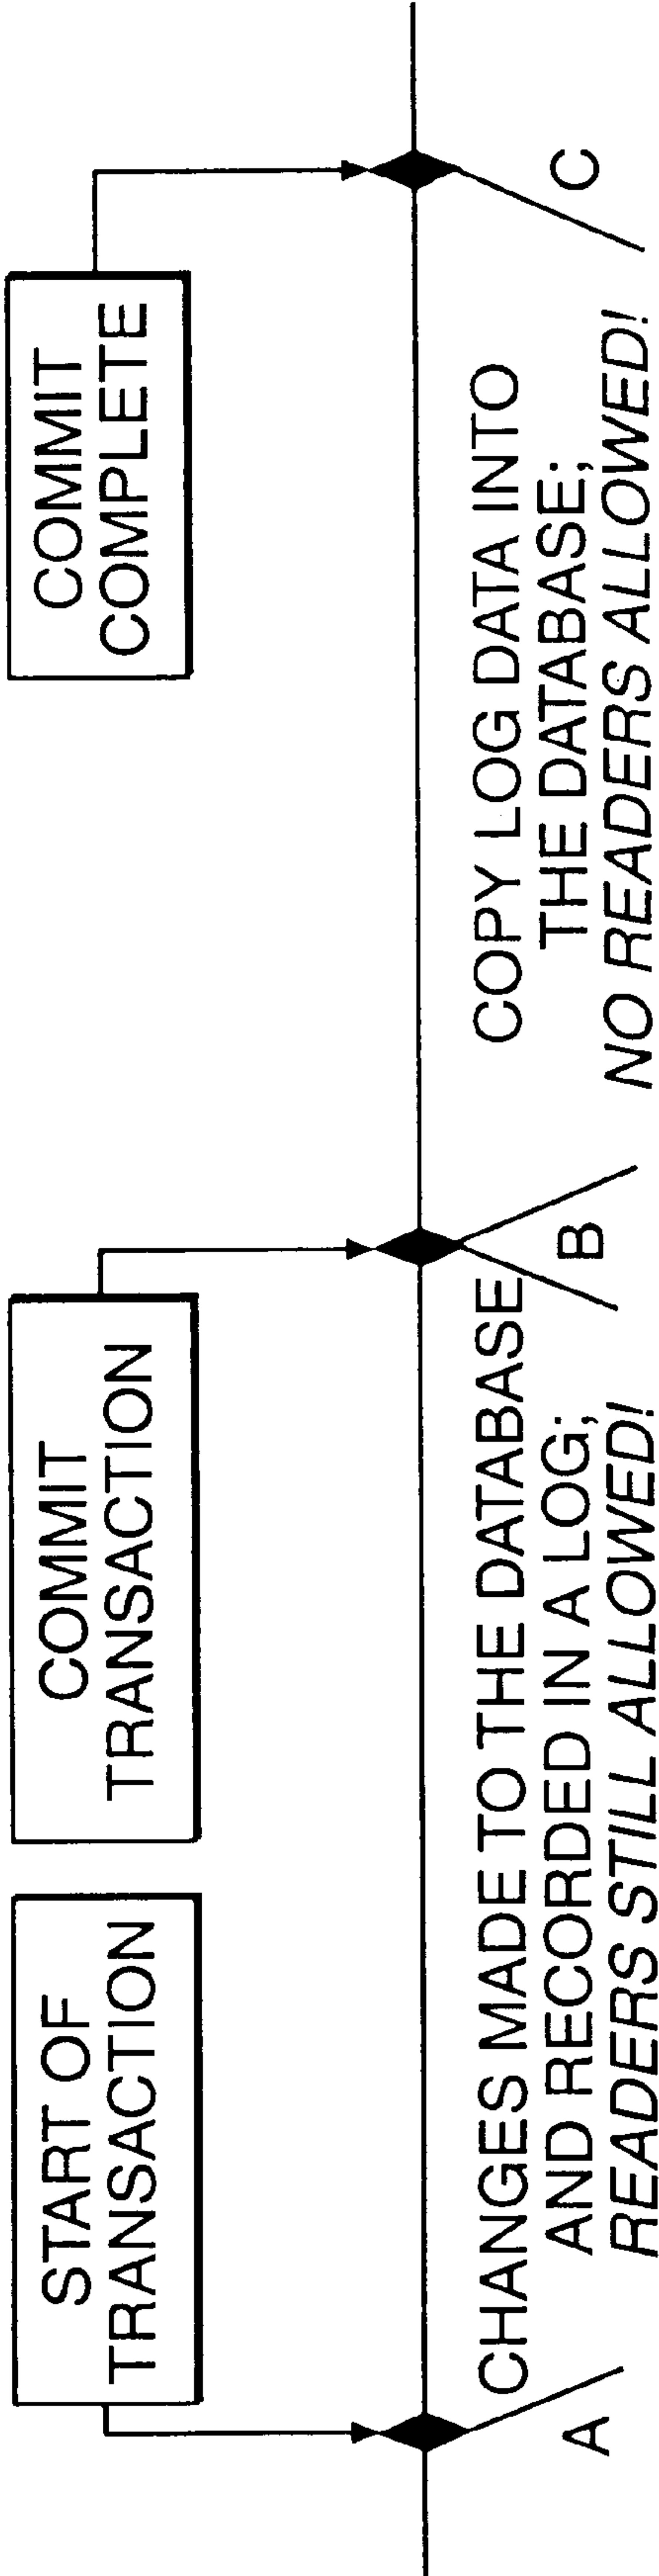 START OF
TRANSACTION
COMMIT
TRANSACTION
COMMIT
COMPLETE
A
CHANGES MADE TO THE DATABASE
AND RECORDED IN A LOG;
READERS STILL ALLOWED!
B
COPY LOG DATA INTO
THE DATABASE;
NO READERS ALLOWED!
C